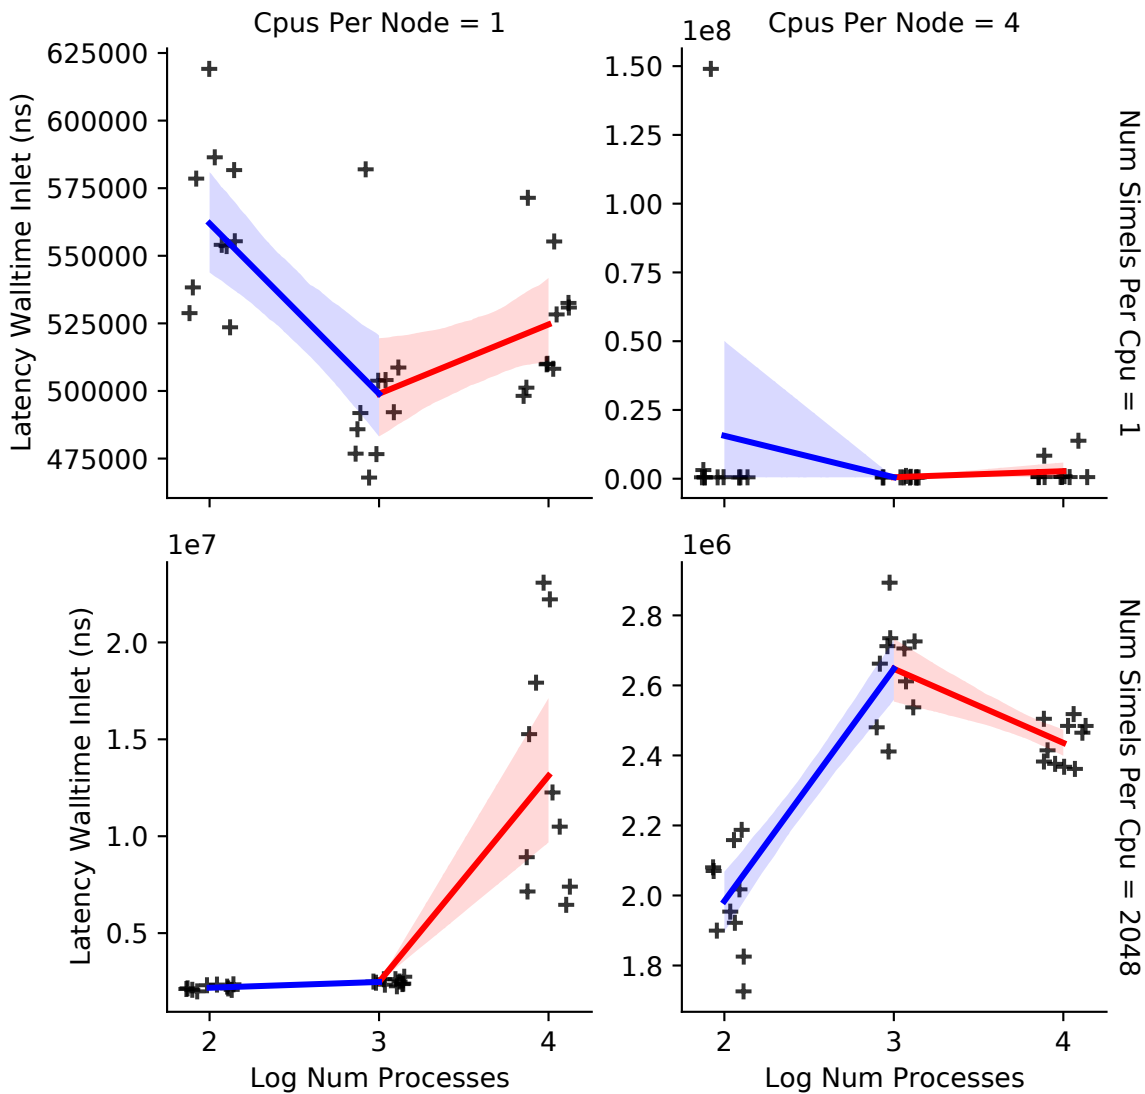 Cpus Per Node = 1
Cpus Per Node = 4
1e8
625000
600000
575000
550000
525000
500000
475000
Latency Walltime Inlet (ns)
1.50
1.25
1.00
0.75
0.50
0.25
0.00
Num Simels Per Cpu = 1
1e7
1e6
2.0
1.5
1.0
0.5
Latency Walltime Inlet (ns)
2.8
2.6
2.4
2.2
2.0
1.8
Num Simels Per Cpu = 2048
2 3 4
2 3 4
Log Num Processes
Log Num Processes